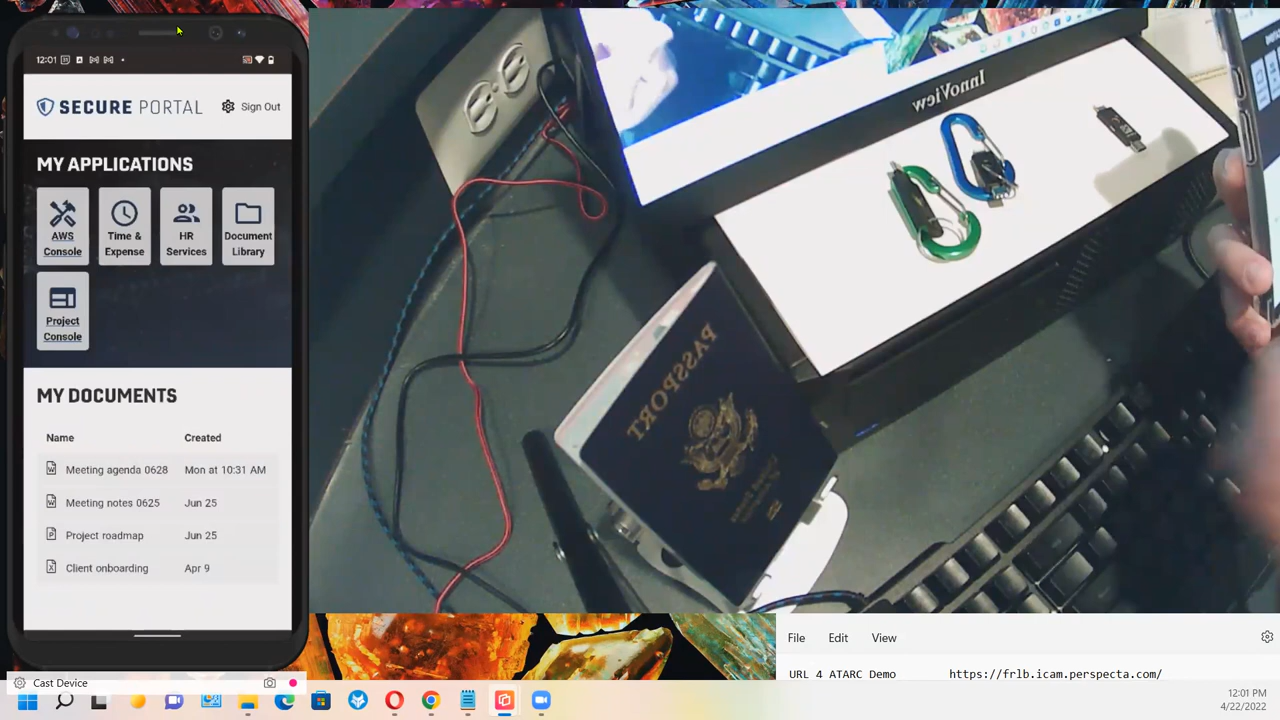 12:01
SECURE PORTAL
Sign Out
MY APPLICATIONS
AWS Console
Time & Expense
HR Services
Document Library
Project Console
MY DOCUMENTS
Name Created
Meeting agenda 0628 Mon at 10:31 AM
Meeting notes 0625 Jun 25
Project roadmap Jun 25
Client onboarding Apr 9
Cast Device
InnoView
PASSPORT
File Edit View
URL 4 ATARC Demo https://frlb.icam.perspecta.com/
12:01 PM
4/22/2022